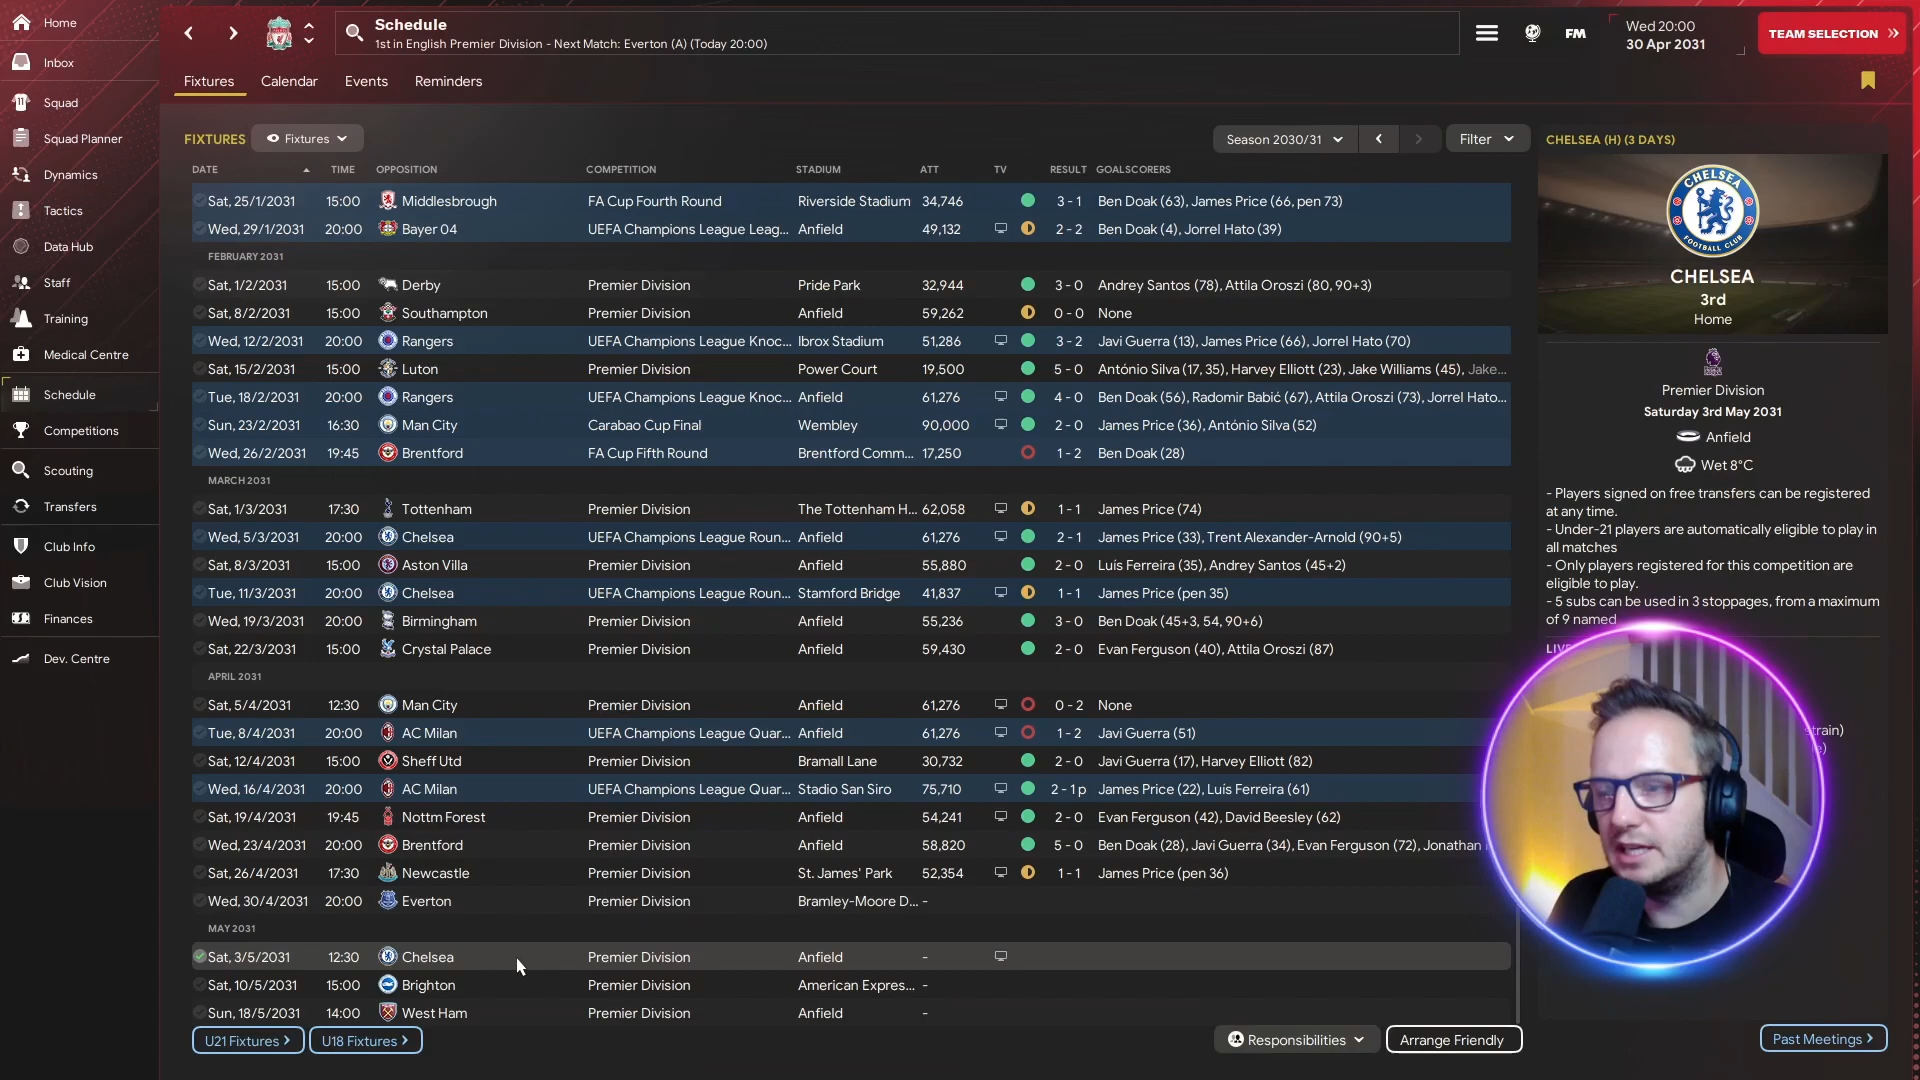 Home
Inbox
Squad
Squad Planner
Dynamics
Tactics
Data Hub
Staff
Training
Medical Centre
Schedule
Competitions
Scouting
Transfers
Club Info
Club Vision
Finances
Dev. Centre
Schedule
1st in English Premier Division - Next Match: Everton (A) (Today 20:00)
FM
Wed 20:00
30 Apr 2031
TEAM SELECTION
Fixtures Calendar Events Reminders
FIXTURES Fixtures Season 2030/31 Filter
DATE TIME OPPOSITION COMPETITION STADIUM ATT TV RESULT GOALSCORERS
Sat, 25/1/2031 15:00 Middlesbrough FA Cup Fourth Round Riverside Stadium 34,746 3 - 1 Ben Doak (63), James Price (66, pen 73)
Wed, 29/1/2031 20:00 Bayer 04 UEFA Champions League Leag... Anfield 49,132 2 - 2 Ben Doak (4), Jorrel Hato (39)
FEBRUARY 2031
Sat, 1/2/2031 15:00 Derby Premier Division Pride Park 32,944 3 - 0 Andrey Santos (78), Attila Oroszi (80, 90+3)
Sat, 8/2/2031 15:00 Southampton Premier Division Anfield 59,262 0 - 0 None
Wed, 12/2/2031 20:00 Rangers UEFA Champions League Knoc... Ibrox Stadium 51,286 3 - 2 Javi Guerra (13), James Price (66), Jorrel Hato (70)
Sat, 15/2/2031 15:00 Luton Premier Division Power Court 19,500 5 - 0 António Silva (17, 35), Harvey Elliott (23), Jake Williams (45), Jake...
Tue, 18/2/2031 20:00 Rangers UEFA Champions League Knoc... Anfield 61,276 4 - 0 Ben Doak (56), Radomir Babić (67), Attila Oroszi (73), Jorrel Hato...
Sun, 23/2/2031 16:30 Man City Carabao Cup Final Wembley 90,000 2 - 0 James Price (36), António Silva (52)
Wed, 26/2/2031 19:45 Brentford FA Cup Fifth Round Brentford Comm... 17,250 1 - 2 Ben Doak (28)
MARCH 2031
Sat, 1/3/2031 17:30 Tottenham Premier Division The Tottenham H... 62,058 1 - 1 James Price (74)
Wed, 5/3/2031 20:00 Chelsea UEFA Champions League Roun... Anfield 61,276 2 - 1 James Price (33), Trent Alexander-Arnold (90+5)
Sat, 8/3/2031 15:00 Aston Villa Premier Division Anfield 55,880 2 - 0 Luís Ferreira (35), Andrey Santos (45+2)
Tue, 11/3/2031 20:00 Chelsea UEFA Champions League Roun... Stamford Bridge 41,837 1 - 1 James Price (pen 35)
Wed, 19/3/2031 20:00 Birmingham Premier Division Anfield 55,236 3 - 0 Ben Doak (45+3, 54, 90+6)
Sat, 22/3/2031 15:00 Crystal Palace Premier Division Anfield 59,430 2 - 0 Evan Ferguson (40), Attila Oroszi (87)
APRIL 2031
Sat, 5/4/2031 12:30 Man City Premier Division Anfield 61,276 0 - 2 None
Tue, 8/4/2031 20:00 AC Milan UEFA Champions League Quar... Anfield 61,276 1 - 2 Javi Guerra (51)
Sat, 12/4/2031 15:00 Sheff Utd Premier Division Bramall Lane 30,732 2 - 0 Javi Guerra (17), Harvey Elliott (82)
Wed, 16/4/2031 20:00 AC Milan UEFA Champions League Quar... Stadio San Siro 75,710 2 - 1 p James Price (22), Luís Ferreira (61)
Sat, 19/4/2031 19:45 Nottm Forest Premier Division Anfield 54,241 2 - 0 Evan Ferguson (42), David Beesley (62)
Wed, 23/4/2031 20:00 Brentford Premier Division Anfield 58,820 5 - 0 Ben Doak (28), Javi Guerra (34), Evan Ferguson (72), Jonathan
Sat, 26/4/2031 17:30 Newcastle Premier Division St. James' Park 52,354 1 - 1 James Price (pen 36)
Wed, 30/4/2031 20:00 Everton Premier Division Bramley-Moore D... -
MAY 2031
Sat, 3/5/2031 12:30 Chelsea Premier Division Anfield -
Sat, 10/5/2031 15:00 Brighton Premier Division American Expres... -
Sun, 18/5/2031 14:00 West Ham Premier Division Anfield -
U21 Fixtures U18 Fixtures Responsibilities Arrange Friendly
CHELSEA (H) (3 DAYS)
CHELSEA
FOOTBALL CLUB
CHELSEA
3rd
Home
Premier Division
Saturday 3rd May 2031
Anfield
Wet 8°C
- Players signed on free transfers can be registered
at any time.
- Under-21 players are automatically eligible to play in
all matches
- Only players registered for this competition are
eligible to play.
- 5 subs can be used in 3 stoppages, from a maximum
of 9 named
Past Meetings